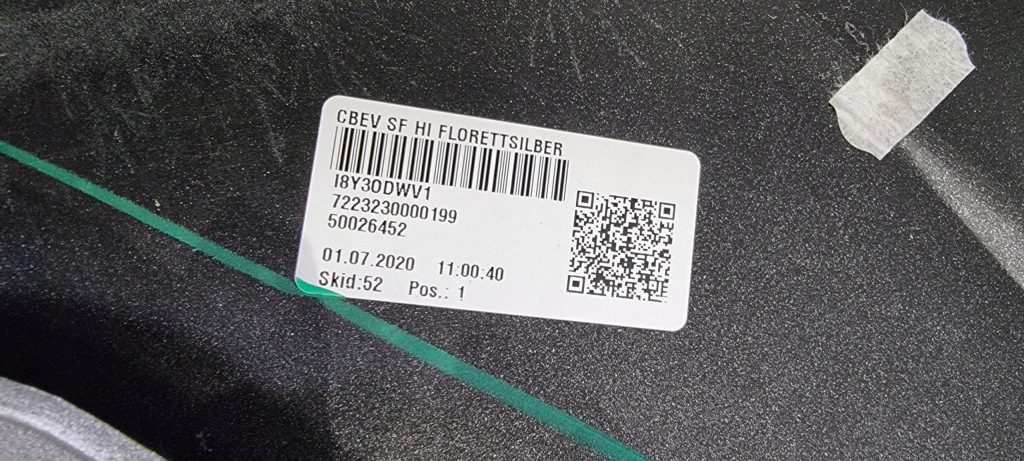 CBEV SF HI FLORETTSILBER
I8Y30DWV1
7223230000199
50026452
01.07.2020 11:00:40
Skid:52 Pos.: 1